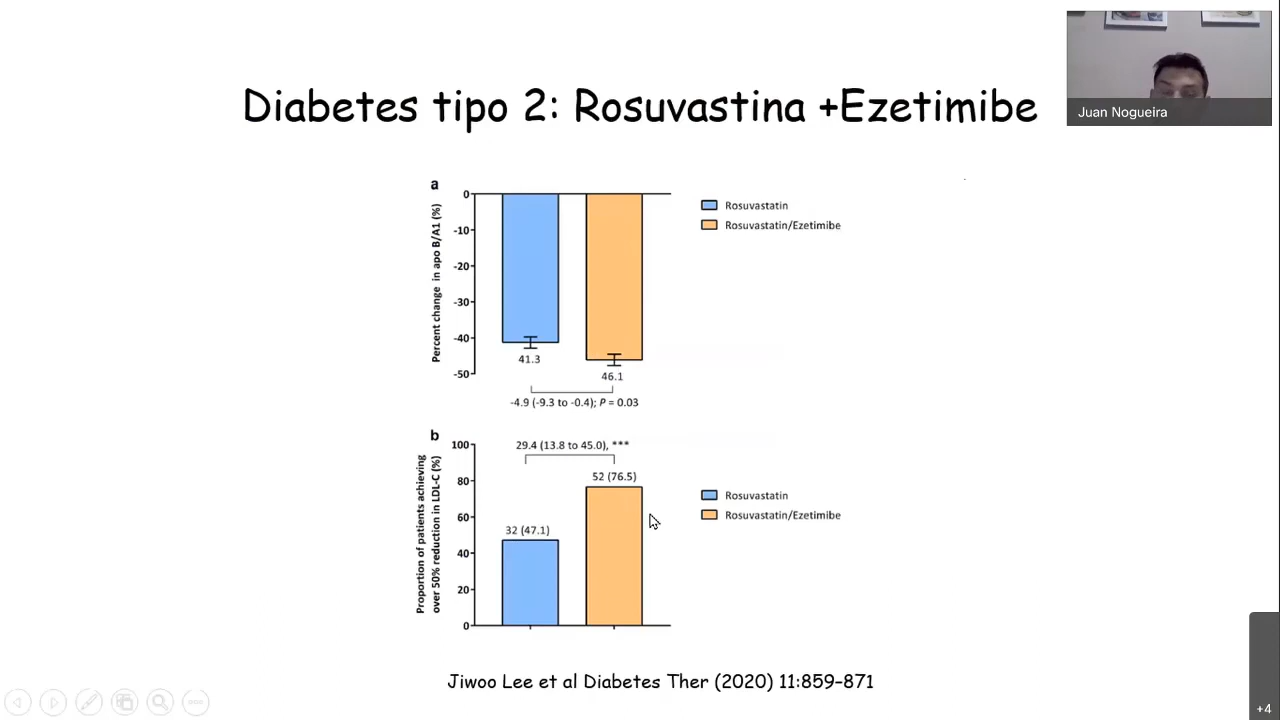 Diabetes tipo 2: Rosuvastina +Ezetimibe
Juan Nogueira
a
Percent change in apo B/A1 (%)
0
-10
-20
-30
-40
-50
41.3
46.1
-4.9 (-9.3 to -0.4); P = 0.03
Rosuvastatin
Rosuvastatin/Ezetimibe
b
Proportion of patients achieving
over 50% reduction in LDL-C (%)
100
80
60
40
20
0
29.4 (13.8 to 45.0), ***
52 (76.5)
32 (47.1)
Rosuvastatin
Rosuvastatin/Ezetimibe
Jiwoo Lee et al Diabetes Ther (2020) 11:859–871
+4